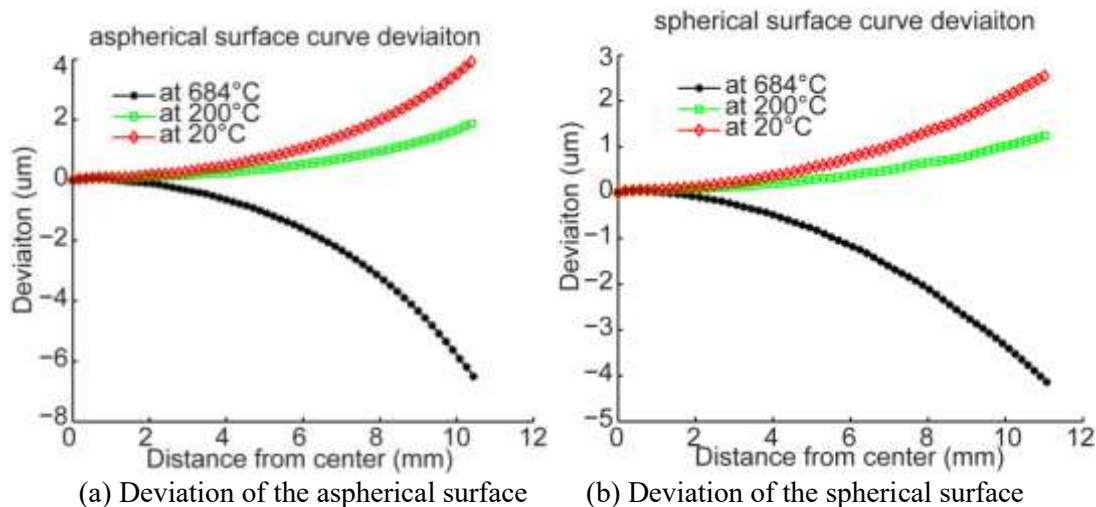 aspherical surface curve deviaiton
4
2
0
−2
−4
−6
−8
Deviaiton (um)
at 684°C
at 200°C
at 20°C
0 2 4 6 8 10 12
Distance from center (mm)
(a) Deviation of the aspherical surface
spherical surface curve deviaiton
3
2
1
0
−1
−2
−3
−4
−5
Deviaiton (um)
at 684°C
at 200°C
at 20°C
0 2 4 6 8 10 12
Distance from center (mm)
(b) Deviation of the spherical surface